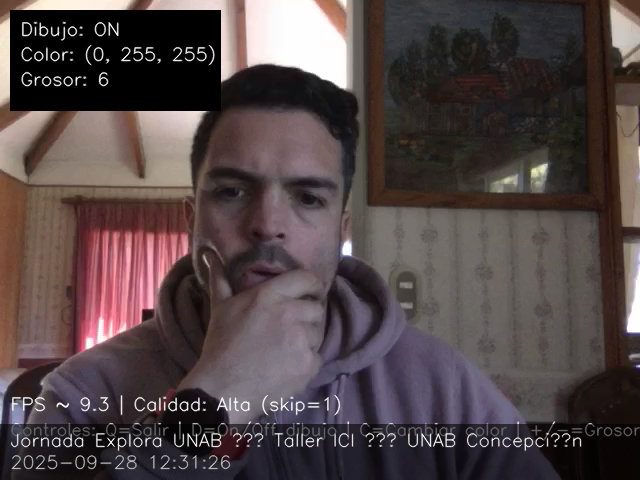 Dibujo: ON
Color: (0, 255, 255)
Grosor: 6
FPS ~ 9.3 | Calidad: Alta (skip=1)
Controles: Q=Salir | D=On/Off dibujo | C=Cambiar color | +/-=Grosor
Jornada Explora UNAB ??? Taller ICI ??? UNAB Concepci??n
2025-09-28 12:31:26